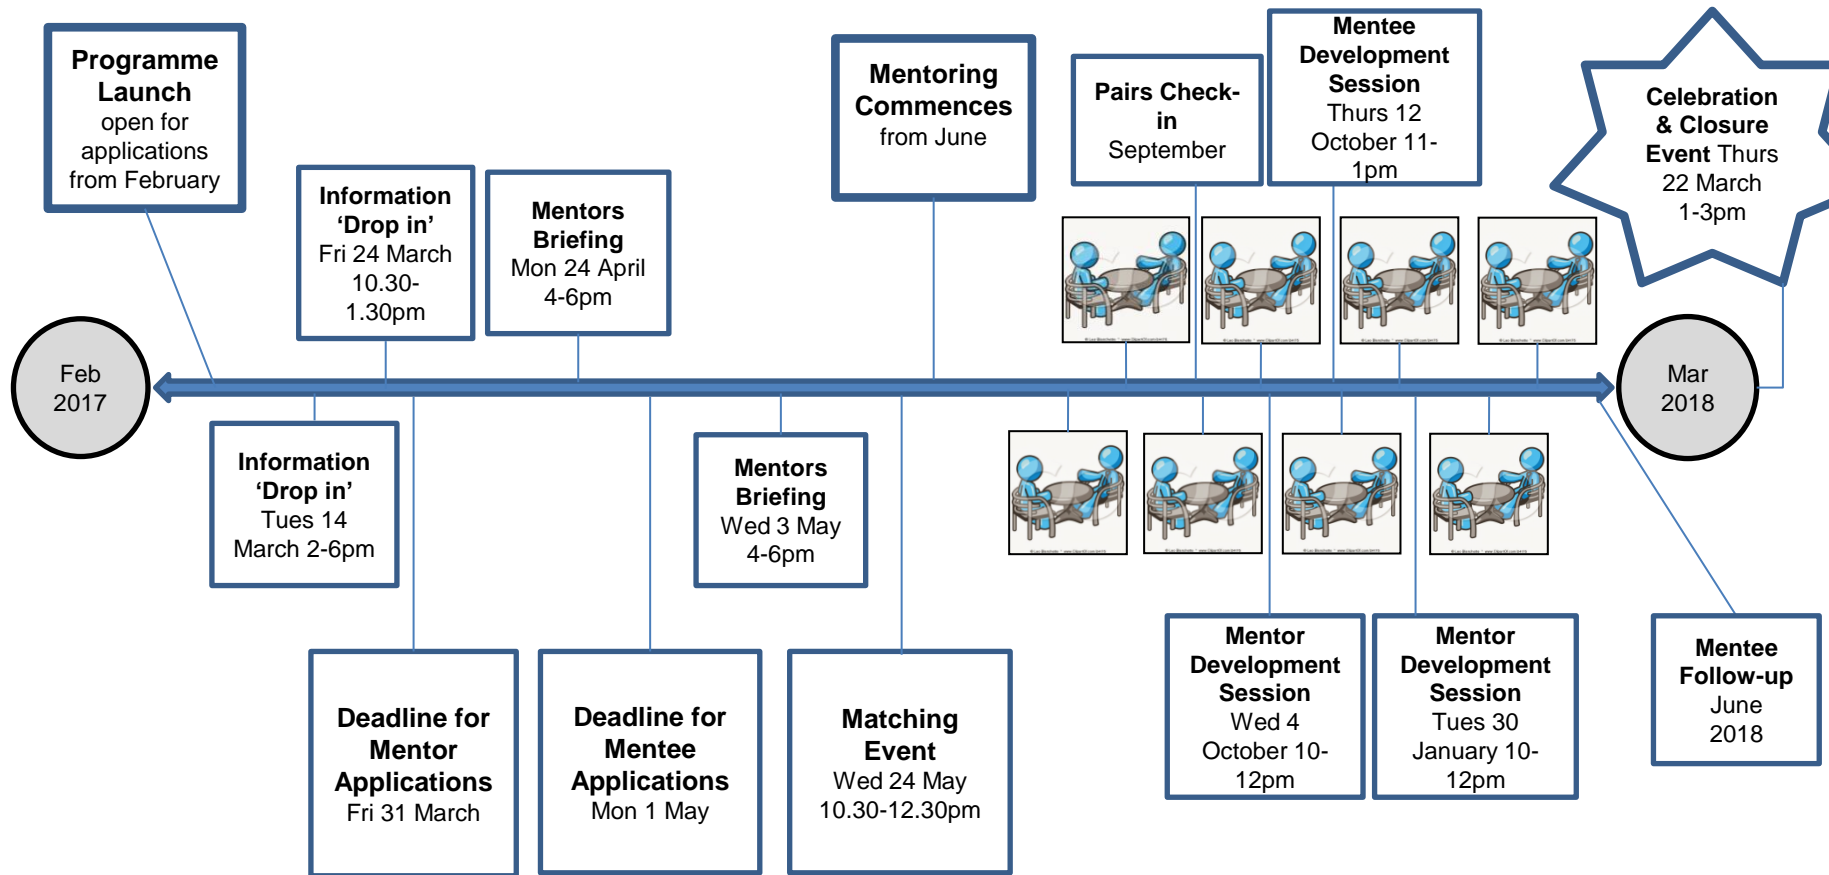 Programme
Launch
open for
applications
from February
Information
‘Drop in’
Fri 24 March
10.30-
1.30pm
Mentors
Briefing
Mon 24 April
4-6pm
Mentoring
Commences
from June
Pairs Check-
in
September
Mentee
Development
Session
Thurs 12
October 11-
1pm
Celebration
& Closure
Event Thurs
22 March
1-3pm
Feb
2017
Mar
2018
Information
‘Drop in’
Tues 14
March 2-6pm
Mentors
Briefing
Wed 3 May
4-6pm
Deadline for
Mentor
Applications
Fri 31 March
Deadline for
Mentee
Applications
Mon 1 May
Matching
Event
Wed 24 May
10.30-12.30pm
Mentor
Development
Session
Wed 4
October 10-
12pm
Mentor
Development
Session
Tues 30
January 10-
12pm
Mentee
Follow-up
June
2018